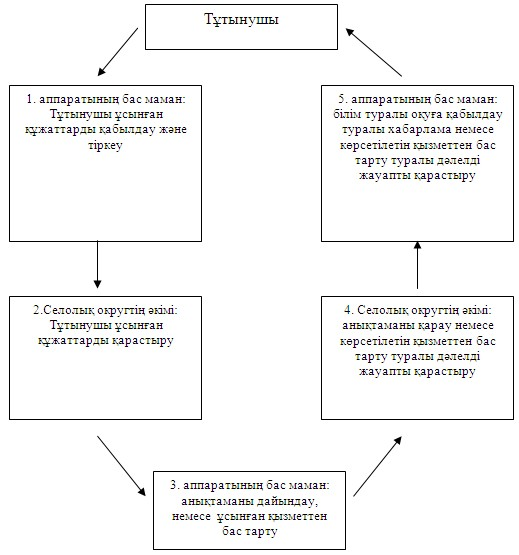 Тұтынушы
1. аппаратының бас маман:
Тұтынушы ұсынған
құжаттарды қабылдау және
тіркеу
2.Селолық округтің әкімі:
Тұтынушы ұсынған
құжаттарды қарастыру
3. аппаратының бас маман:
анықтаманы дайындау,
немесе ұсынған қызметтен
бас тарту
4. Селолық округтің әкімі:
анықтаманы қарау немесе
көрсетілетін қызметтен бас
тарту туралы дәлелді
жауапты қарастыру
5. аппаратының бас маман:
білім туралы оқуға қабылдау
туралы хабарлама немесе
көрсетілетін қызметтен бас
тарту туралы дәлелді
жауапты қарастыру